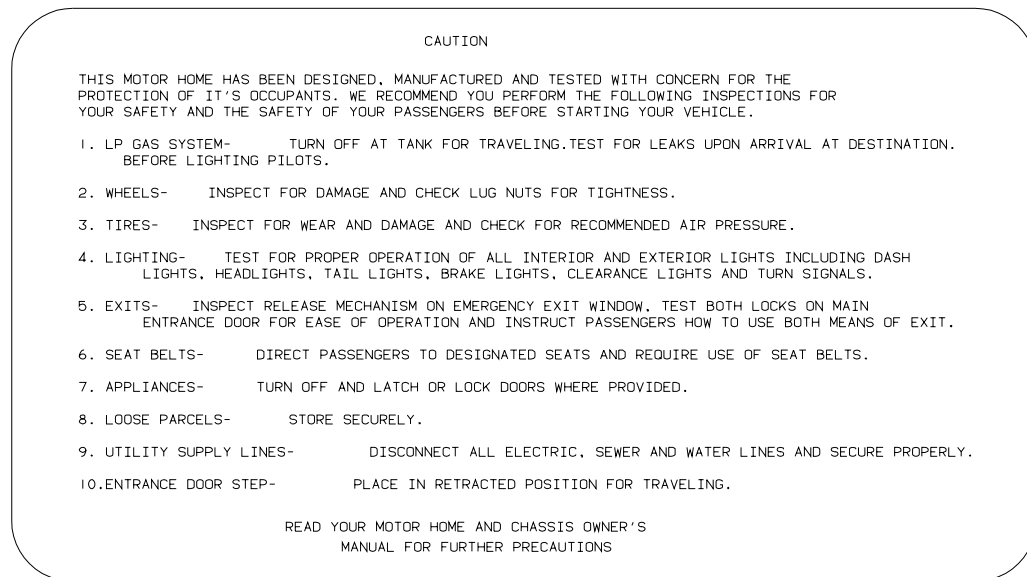 CAUTION
THIS MOTOR HOME HAS BEEN DESIGNED, MANUFACTURED AND TESTED WITH CONCERN FOR THE
PROTECTION OF IT'S OCCUPANTS. WE RECOMMEND YOU PERFORM THE FOLLOWING INSPECTIONS FOR
YOUR SAFETY AND THE SAFETY OF YOUR PASSENGERS BEFORE STARTING YOUR VEHICLE.
1. LP GAS SYSTEM- TURN OFF AT TANK FOR TRAVELING.TEST FOR LEAKS UPON ARRIVAL AT DESTINATION.
BEFORE LIGHTING PILOTS.
2. WHEELS- INSPECT FOR DAMAGE AND CHECK LUG NUTS FOR TIGHTNESS.
3. TIRES- INSPECT FOR WEAR AND DAMAGE AND CHECK FOR RECOMMENDED AIR PRESSURE.
4. LIGHTING- TEST FOR PROPER OPERATION OF ALL INTERIOR AND EXTERIOR LIGHTS INCLUDING DASH
LIGHTS, HEADLIGHTS, TAIL LIGHTS, BRAKE LIGHTS, CLEARANCE LIGHTS AND TURN SIGNALS.
5. EXITS- INSPECT RELEASE MECHANISM ON EMERGENCY EXIT WINDOW, TEST BOTH LOCKS ON MAIN
ENTRANCE DOOR FOR EASE OF OPERATION AND INSTRUCT PASSENGERS HOW TO USE BOTH MEANS OF EXIT.
6. SEAT BELTS- DIRECT PASSENGERS TO DESIGNATED SEATS AND REQUIRE USE OF SEAT BELTS.
7. APPLIANCES- TURN OFF AND LATCH OR LOCK DOORS WHERE PROVIDED.
8. LOOSE PARCELS- STORE SECURELY.
9. UTILITY SUPPLY LINES- DISCONNECT ALL ELECTRIC, SEWER AND WATER LINES AND SECURE PROPERLY.
10.ENTRANCE DOOR STEP- PLACE IN RETRACTED POSITION FOR TRAVELING.
READ YOUR MOTOR HOME AND CHASSIS OWNER'S
MANUAL FOR FURTHER PRECAUTIONS